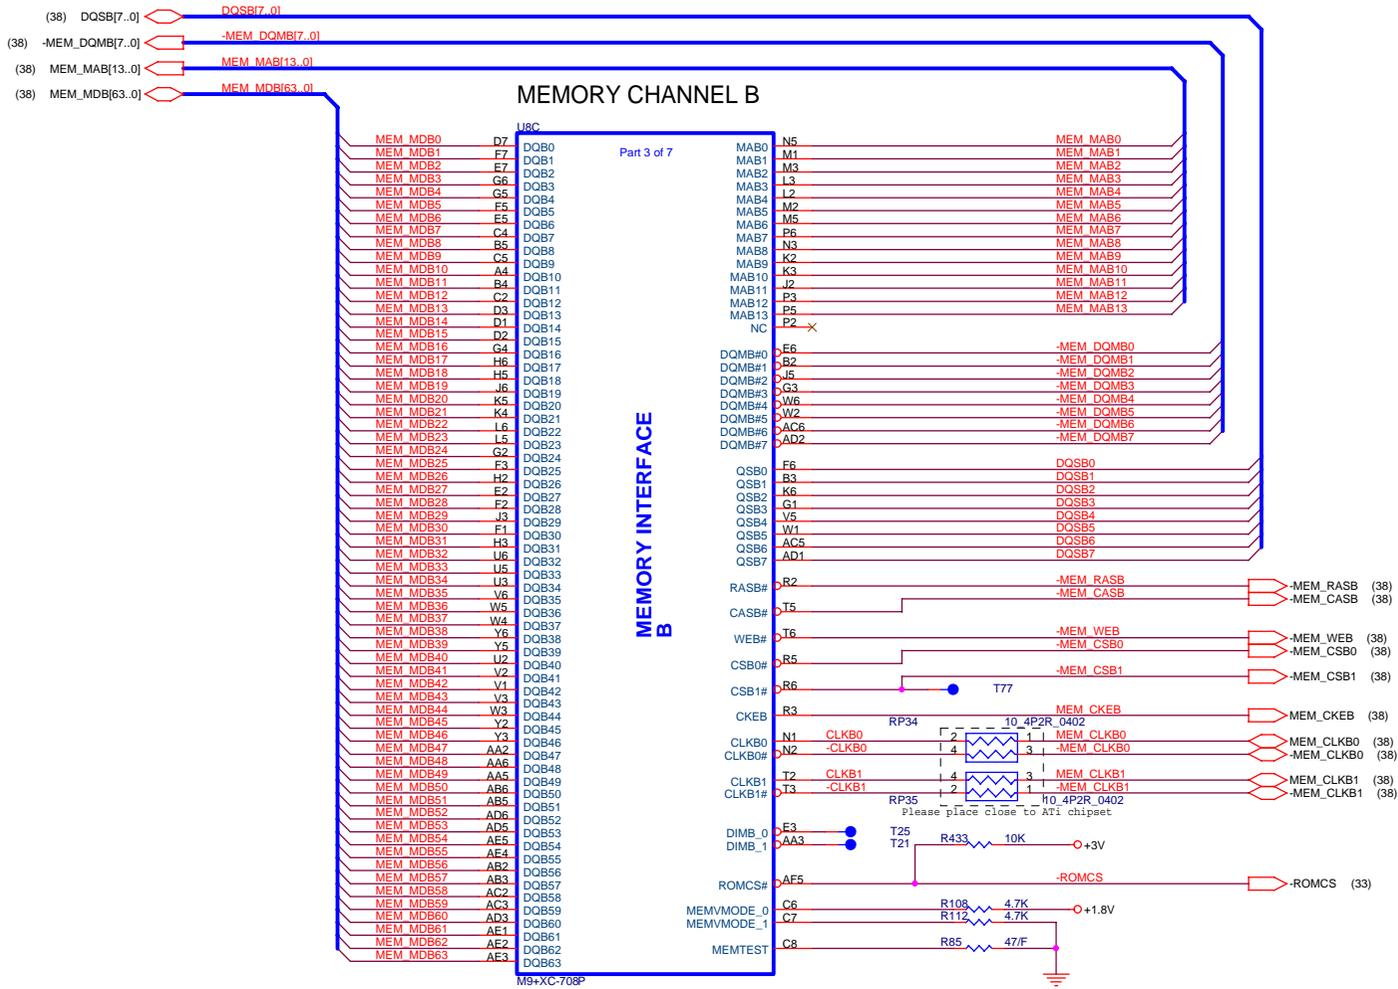 (38) DQSB[7..0] DQSB[7..0]
(38) -MEM_DQMB[7..0] -MEM_DQMB[7..0]
(38) MEM_MAB[13..0] MEM_MAB[13..0]
(38) MEM_MDB[63..0] MEM_MDB[63..0]
MEMORY CHANNEL B
U8C
Part 3 of 7
MEMORY INTERFACE
B
MEM_MDB0 D7 DQB0
MEM_MDB1 F7 DQB1
MEM_MDB2 E7 DQB2
MEM_MDB3 G6 DQB3
MEM_MDB4 G5 DQB4
MEM_MDB5 F5 DQB5
MEM_MDB6 E5 DQB6
MEM_MDB7 C4 DQB7
MEM_MDB8 B5 DQB8
MEM_MDB9 C5 DQB9
MEM_MDB10 A4 DQB10
MEM_MDB11 B4 DQB11
MEM_MDB12 C2 DQB12
MEM_MDB13 D3 DQB13
MEM_MDB14 D1 DQB14
MEM_MDB15 D2 DQB15
MEM_MDB16 G4 DQB16
MEM_MDB17 H6 DQB17
MEM_MDB18 H5 DQB18
MEM_MDB19 J6 DQB19
MEM_MDB20 K5 DQB20
MEM_MDB21 K4 DQB21
MEM_MDB22 L6 DQB22
MEM_MDB23 L5 DQB23
MEM_MDB24 G2 DQB24
MEM_MDB25 F3 DQB25
MEM_MDB26 H2 DQB26
MEM_MDB27 E2 DQB27
MEM_MDB28 F2 DQB28
MEM_MDB29 J3 DQB29
MEM_MDB30 F1 DQB30
MEM_MDB31 H3 DQB31
MEM_MDB32 U6 DQB32
MEM_MDB33 U5 DQB33
MEM_MDB34 U3 DQB34
MEM_MDB35 V6 DQB35
MEM_MDB36 W5 DQB36
MEM_MDB37 W4 DQB37
MEM_MDB38 Y6 DQB38
MEM_MDB39 Y5 DQB39
MEM_MDB40 U2 DQB40
MEM_MDB41 V2 DQB41
MEM_MDB42 V1 DQB42
MEM_MDB43 V3 DQB43
MEM_MDB44 W3 DQB44
MEM_MDB45 Y2 DQB45
MEM_MDB46 Y3 DQB46
MEM_MDB47 AA2 DQB47
MEM_MDB48 AA6 DQB48
MEM_MDB49 AA5 DQB49
MEM_MDB50 AB6 DQB50
MEM_MDB51 AB5 DQB51
MEM_MDB52 AD6 DQB52
MEM_MDB53 AD5 DQB53
MEM_MDB54 AE5 DQB54
MEM_MDB55 AE4 DQB55
MEM_MDB56 AB2 DQB56
MEM_MDB57 AB3 DQB57
MEM_MDB58 AC2 DQB58
MEM_MDB59 AC3 DQB59
MEM_MDB60 AD3 DQB60
MEM_MDB61 AE1 DQB61
MEM_MDB62 AE2 DQB62
MEM_MDB63 AE3 DQB63
M9+XC-708P
MAB0 N5 MEM_MAB0
MAB1 M1 MEM_MAB1
MAB2 M3 MEM_MAB2
MAB3 L3 MEM_MAB3
MAB4 L2 MEM_MAB4
MAB5 M2 MEM_MAB5
MAB6 M5 MEM_MAB6
MAB7 P6 MEM_MAB7
MAB8 N3 MEM_MAB8
MAB9 K2 MEM_MAB9
MAB10 K3 MEM_MAB10
MAB11 J2 MEM_MAB11
MAB12 P3 MEM_MAB12
MAB13 P5 MEM_MAB13
NC P2
DQMB#0 E6 -MEM_DQMB0
DQMB#1 B2 -MEM_DQMB1
DQMB#2 J5 -MEM_DQMB2
DQMB#3 G3 -MEM_DQMB3
DQMB#4 W6 -MEM_DQMB4
DQMB#5 W2 -MEM_DQMB5
DQMB#6 AC6 -MEM_DQMB6
DQMB#7 AD2 -MEM_DQMB7
QSB0 F6 DQSB0
QSB1 B3 DQSB1
QSB2 K6 DQSB2
QSB3 G1 DQSB3
QSB4 V5 DQSB4
QSB5 W1 DQSB5
QSB6 AC5 DQSB6
QSB7 AD1 DQSB7
RASB# R2 -MEM_RASB -MEM_RASB (38)
CASB# T5 -MEM_CASB -MEM_CASB (38)
WEB# T6 -MEM_WEB -MEM_WEB (38)
CSB0# R5 -MEM_CSB0 -MEM_CSB0 (38)
CSB1# R6 T77 -MEM_CSB1 -MEM_CSB1 (38)
CKEB R3 MEM_CKEB MEM_CKEB (38)
RP34 10_4P2R_0402
CLKB0 N1 CLKB0 2 1 MEM_CLKB0 MEM_CLKB0 (38)
CLKB0# N2 -CLKB0 4 3 -MEM_CLKB0 -MEM_CLKB0 (38)
CLKB1 T2 CLKB1 4 3 MEM_CLKB1 MEM_CLKB1 (38)
CLKB1# T3 -CLKB1 2 1 -MEM_CLKB1 -MEM_CLKB1 (38)
RP35 10_4P2R_0402
Please place close to ATi chipset
DIMB_0 E3 T25
DIMB_1 AA3 T21
R433 10K +3V
ROMCS# AF5 -ROMCS -ROMCS (33)
MEMVMODE_0 C6 R108 4.7K +1.8V
MEMVMODE_1 C7 R112 4.7K
MEMTEST C8 R85 47/F